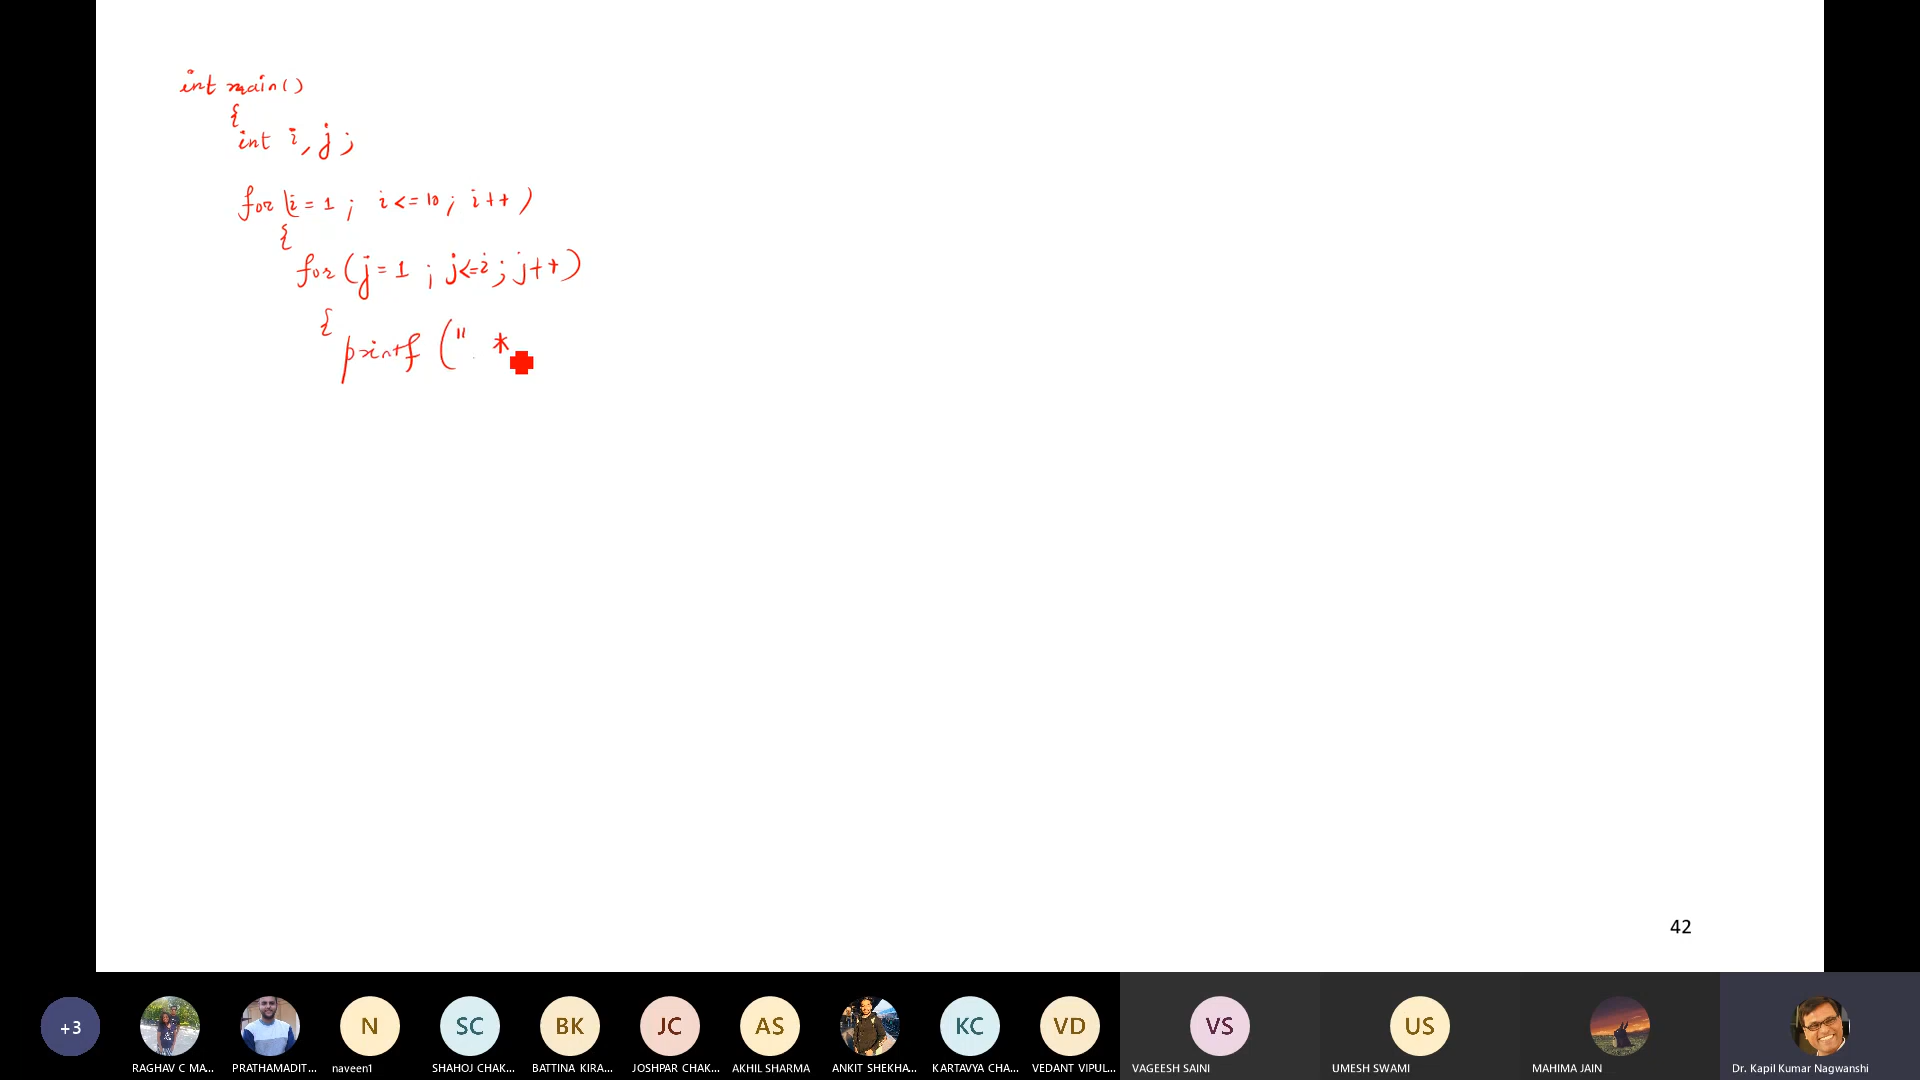 int main()
{
int i, j;
for (i = 1; i <= 10; i++)
{
for (j = 1; j <= i; j++)
{
printf (" *
42
+3
N
SC
BK
JC
AS
KC
VD
VS
US
RAGHAV C MA...
PRATHAMADIT...
naveen1
SHAHOJ CHAK...
BATTINA KIRA...
JOSHPAR CHAK...
AKHIL SHARMA
ANKIT SHEKHA...
KARTAVYA CHA...
VEDANT VIPUL...
VAGEESH SAINI
UMESH SWAMI
MAHIMA JAIN
Dr. Kapil Kumar Nagwanshi